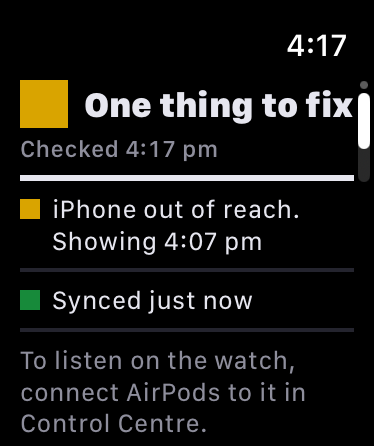 4:17
One thing to fix
Checked 4:17 pm
iPhone out of reach.
Showing 4:07 pm
Synced just now
To listen on the watch,
connect AirPods to it in
Control Centre.